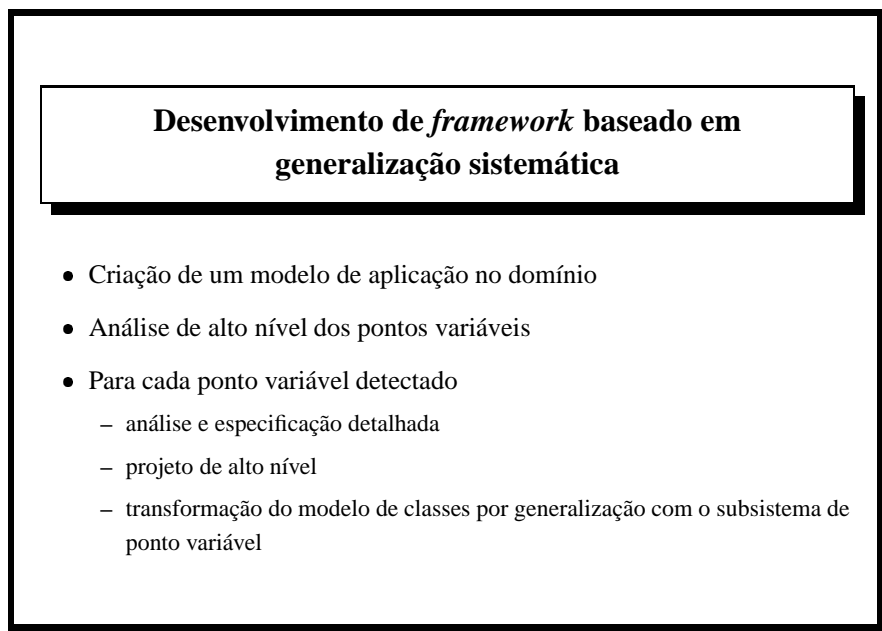 Desenvolvimento de framework baseado em
generalização sistemática
• Criação de um modelo de aplicação no domínio
• Análise de alto nível dos pontos variáveis
• Para cada ponto variável detectado
– análise e especificação detalhada
– projeto de alto nível
– transformação do modelo de classes por generalização com o subsistema de
ponto variável